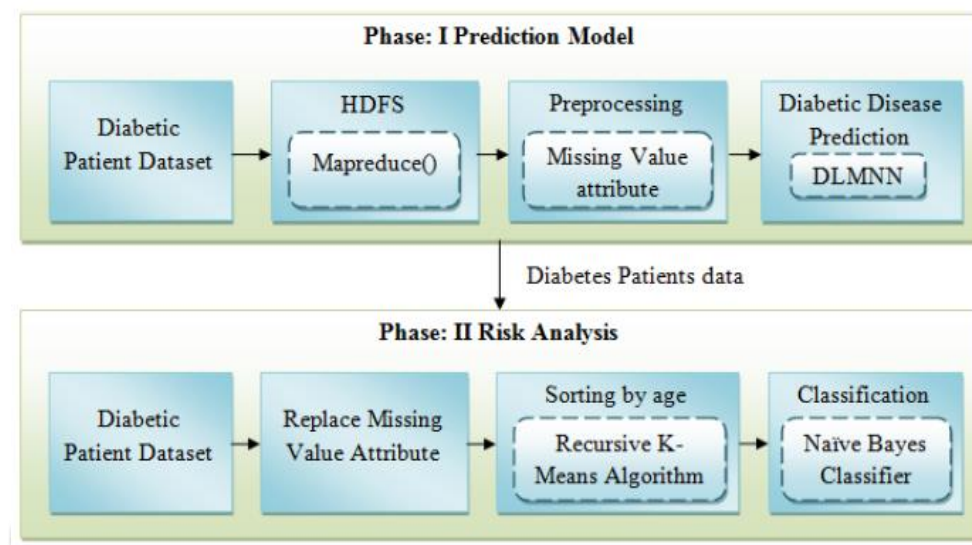 Phase: I Prediction Model
Diabetic
Patient Dataset
HDFS
Mapreduce()
Preprocessing
Missing Value
attribute
Diabetic Disease
Prediction
DLMNN
Diabetes Patients data
Phase: II Risk Analysis
Diabetic
Patient Dataset
Replace Missing
Value Attribute
Sorting by age
Recursive K-
Means Algorithm
Classification
Naïve Bayes
Classifier